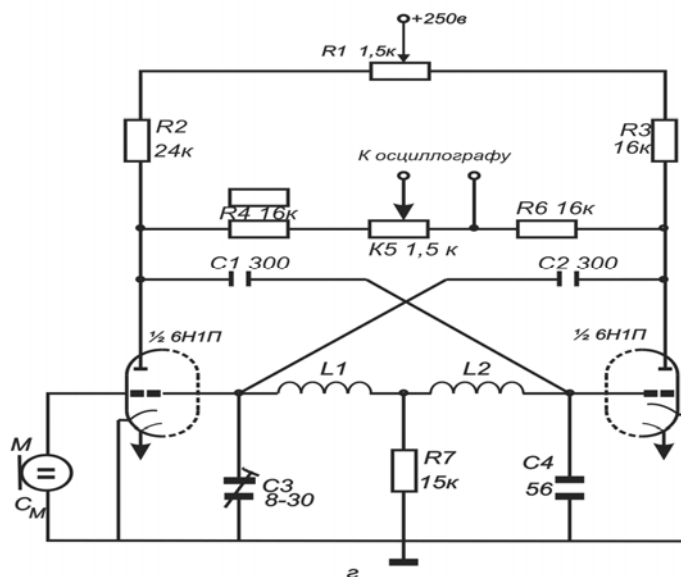 +250в
R1 1,5к
R2
24к
R3
16к
К осциллографу
R4 16к
К5 1,5 к
R6 16к
C1 300
C2 300
½ 6Н1П
½ 6Н1П
L1
L2
M
C M
C3
8-30
R7
15к
C4
56
г